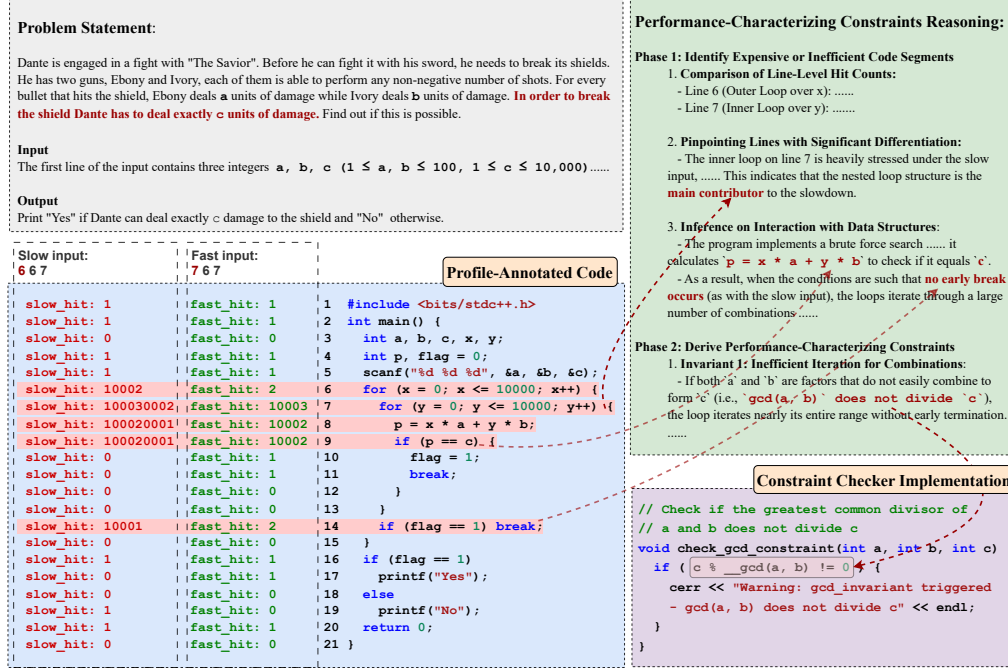 Problem Statement:
Dante is engaged in a fight with "The Savior". Before he can fight it with his sword, he needs to break its shields.
He has two guns, Ebony and Ivory, each of them is able to perform any non-negative number of shots. For every
bullet that hits the shield, Ebony deals a units of damage while Ivory deals b units of damage. In order to break
the shield Dante has to deal exactly c units of damage. Find out if this is possible.
Input
The first line of the input contains three integers a, b, c (1 ≤ a, b ≤ 100, 1 ≤ c ≤ 10,000)......
Output
Print "Yes" if Dante can deal exactly c damage to the shield and "No" otherwise.
Slow input:
6 6 7
Fast input:
7 6 7
Profile-Annotated Code
slow_hit: 1 fast_hit: 1 1 #include <bits/stdc++.h>
slow_hit: 1 fast_hit: 1 2 int main() {
slow_hit: 0 fast_hit: 0 3 int a, b, c, x, y;
slow_hit: 1 fast_hit: 1 4 int p, flag = 0;
slow_hit: 1 fast_hit: 1 5 scanf("%d %d %d", &a, &b, &c);
slow_hit: 10002 fast_hit: 2 6 for (x = 0; x <= 10000; x++) {
slow_hit: 100030002 fast_hit: 10003 7 for (y = 0; y <= 10000; y++) {
slow_hit: 100020001 fast_hit: 10002 8 p = x * a + y * b;
slow_hit: 100020001 fast_hit: 10002 9 if (p == c) {
slow_hit: 0 fast_hit: 1 10 flag = 1;
slow_hit: 0 fast_hit: 1 11 break;
slow_hit: 0 fast_hit: 0 12 }
slow_hit: 0 fast_hit: 0 13 }
slow_hit: 10001 fast_hit: 2 14 if (flag == 1) break;
slow_hit: 0 fast_hit: 0 15 }
slow_hit: 1 fast_hit: 1 16 if (flag == 1)
slow_hit: 0 fast_hit: 1 17 printf("Yes");
slow_hit: 0 fast_hit: 0 18 else
slow_hit: 1 fast_hit: 0 19 printf("No");
slow_hit: 1 fast_hit: 1 20 return 0;
slow_hit: 0 fast_hit: 0 21 }
Performance-Characterizing Constraints Reasoning:
Phase 1: Identify Expensive or Inefficient Code Segments
1. Comparison of Line-Level Hit Counts:
- Line 6 (Outer Loop over x): ......
- Line 7 (Inner Loop over y): .......
2. Pinpointing Lines with Significant Differentiation:
- The inner loop on line 7 is heavily stressed under the slow
input, ...... This indicates that the nested loop structure is the
main contributor to the slowdown.
3. Inference on Interaction with Data Structures:
- The program implements a brute force search ...... it
calculates `p = x * a + y * b` to check if it equals `c`.
- As a result, when the conditions are such that no early break
occurs (as with the slow input), the loops iterate through a large
number of combinations ......
Phase 2: Derive Performance-Characterizing Constraints
1. Invariant 1: Inefficient Iteration for Combinations:
- If both `a` and `b` are factors that do not easily combine to
form `c` (i.e., `gcd(a, b)` does not divide `c`),
the loop iterates nearly its entire range without early termination.
......
Constraint Checker Implementation
// Check if the greatest common divisor of
// a and b does not divide c
void check_gcd_constraint(int a, int b, int c)
if ( c % __gcd(a, b) != 0 ) {
cerr << "Warning: gcd_invariant triggered
- gcd(a, b) does not divide c" << endl;
}
}